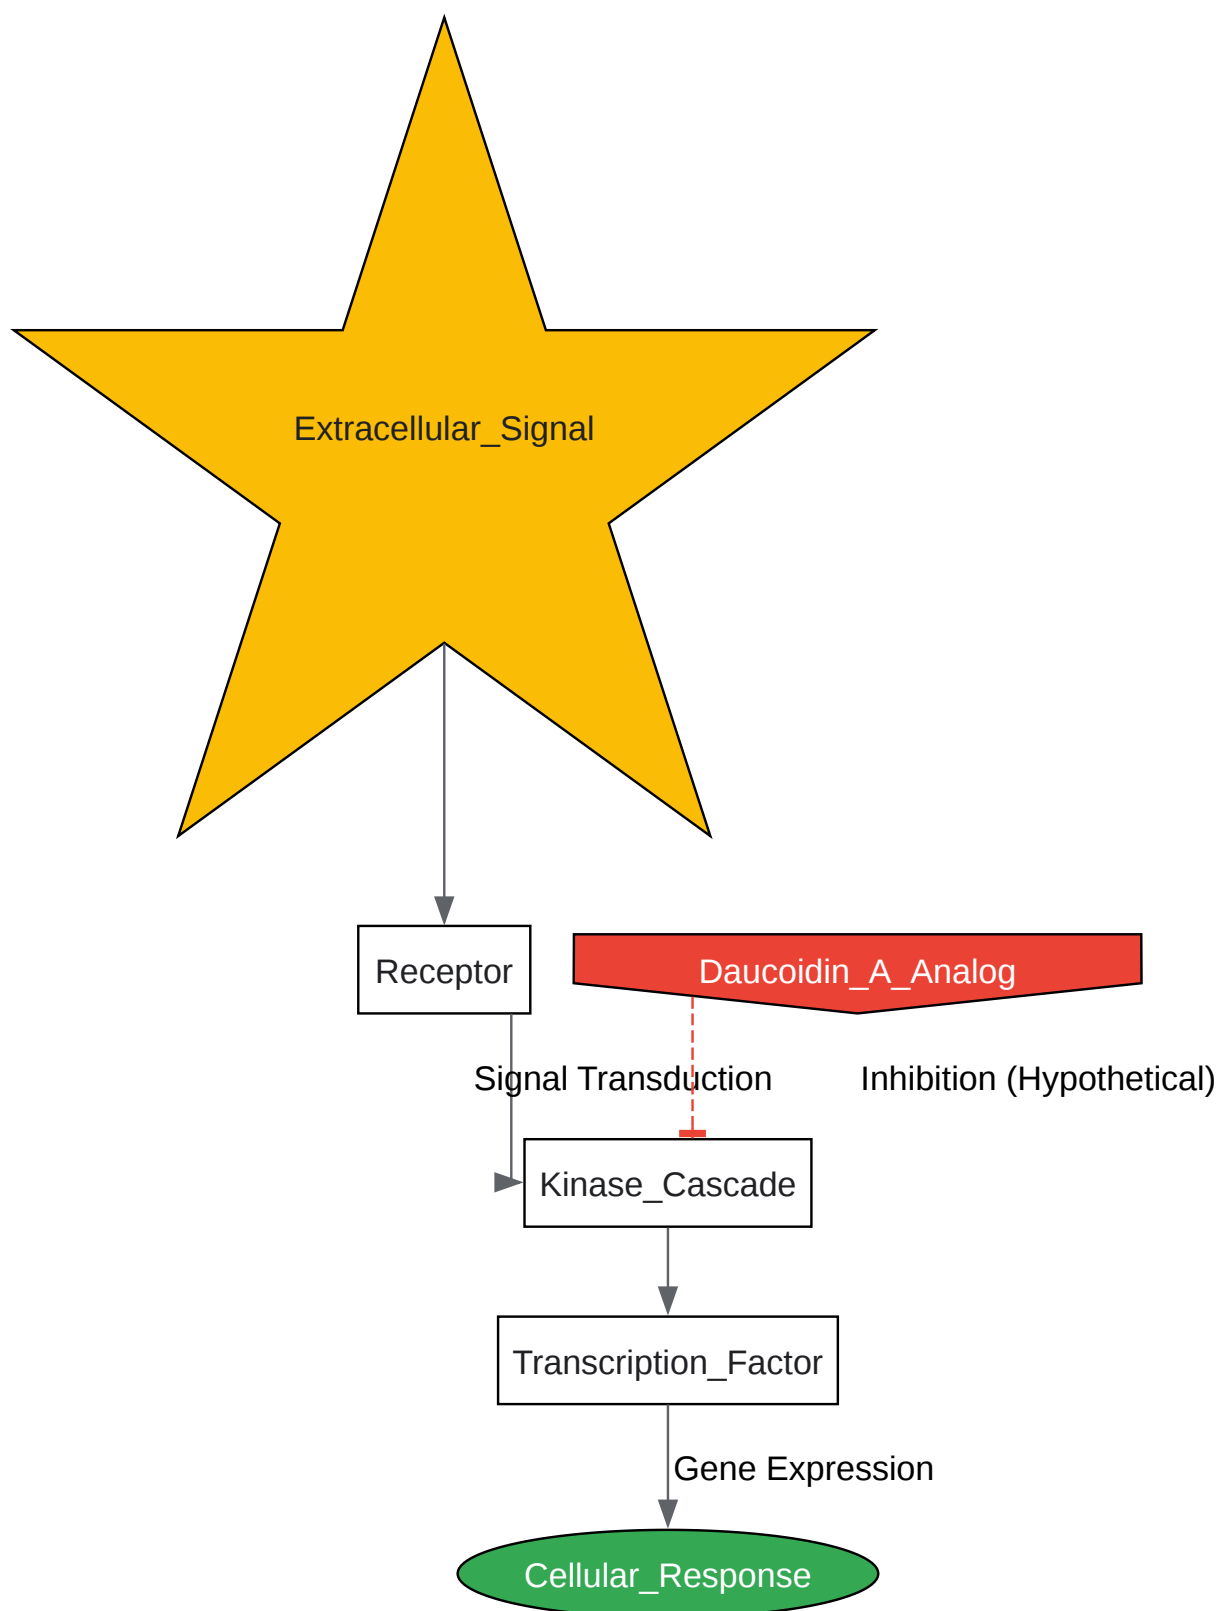 Extracellular_Signal
Receptor
Daucoidin_A_Analog
Signal Transduction
Inhibition (Hypothetical)
Kinase_Cascade
Transcription_Factor
Gene Expression
Cellular_Response